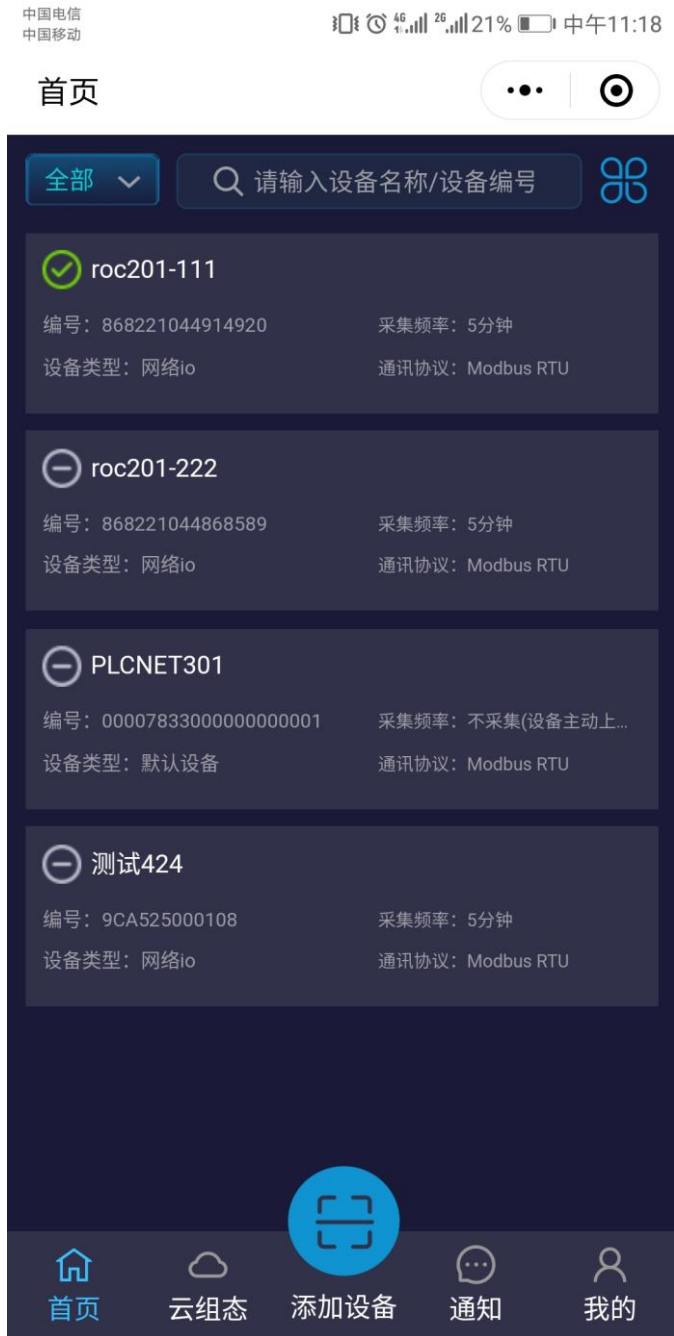 中国电信
中国移动
4G 2G 21% 中午11:18
首页
全部 请输入设备名称/设备编号
roc201-111
编号：868221044914920 采集频率：5分钟
设备类型：网络io 通讯协议：Modbus RTU
roc201-222
编号：868221044868589 采集频率：5分钟
设备类型：网络io 通讯协议：Modbus RTU
PLCNET301
编号：00007833000000000001 采集频率：不采集(设备主动上...
设备类型：默认设备 通讯协议：Modbus RTU
测试424
编号：9CA525000108 采集频率：5分钟
设备类型：网络io 通讯协议：Modbus RTU
首页 云组态 添加设备 通知 我的